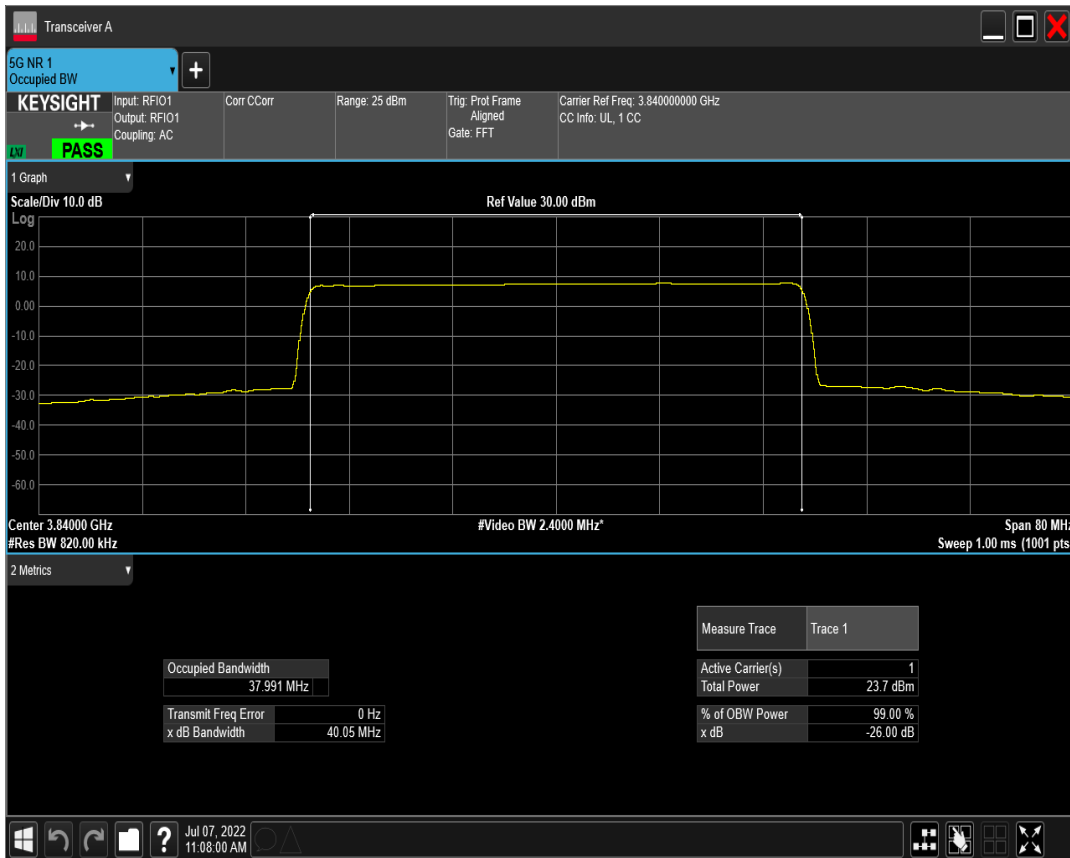 Transceiver A
5G NR 1
Occupied BW
KEYSIGHT
LXI
PASS
Input: RFIO1
Output: RFIO1
Coupling: AC
Corr CCorr
Range: 25 dBm
Trig: Prot Frame
Aligned
Gate: FFT
Carrier Ref Freq: 3.840000000 GHz
CC Info: UL, 1 CC
1 Graph
Scale/Div 10.0 dB
Ref Value 30.00 dBm
Log
20.0
10.0
0.00
-10.0
-20.0
-30.0
-40.0
-50.0
-60.0
Center 3.84000 GHz
#Video BW 2.4000 MHz*
Span 80 MHz
#Res BW 820.00 kHz
Sweep 1.00 ms (1001 pts
2 Metrics
Measure Trace Trace 1
Occupied Bandwidth
37.991 MHz
Active Carrier(s) 1
Total Power 23.7 dBm
Transmit Freq Error 0 Hz
x dB Bandwidth 40.05 MHz
% of OBW Power 99.00 %
x dB -26.00 dB
?
Jul 07, 2022
11:08:00 AM